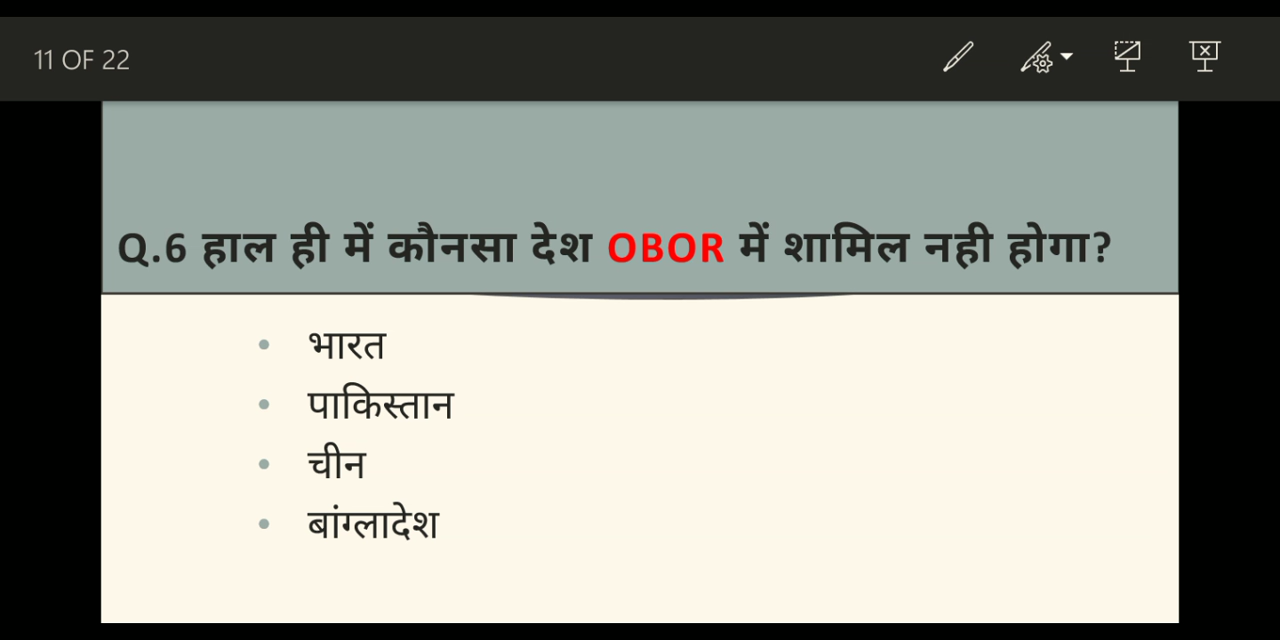 11 OF 22
Q.6 हाल ही में कौनसा देश OBOR में शामिल नही होगा?
• भारत
• पाकिस्तान
• चीन
• बांग्लादेश